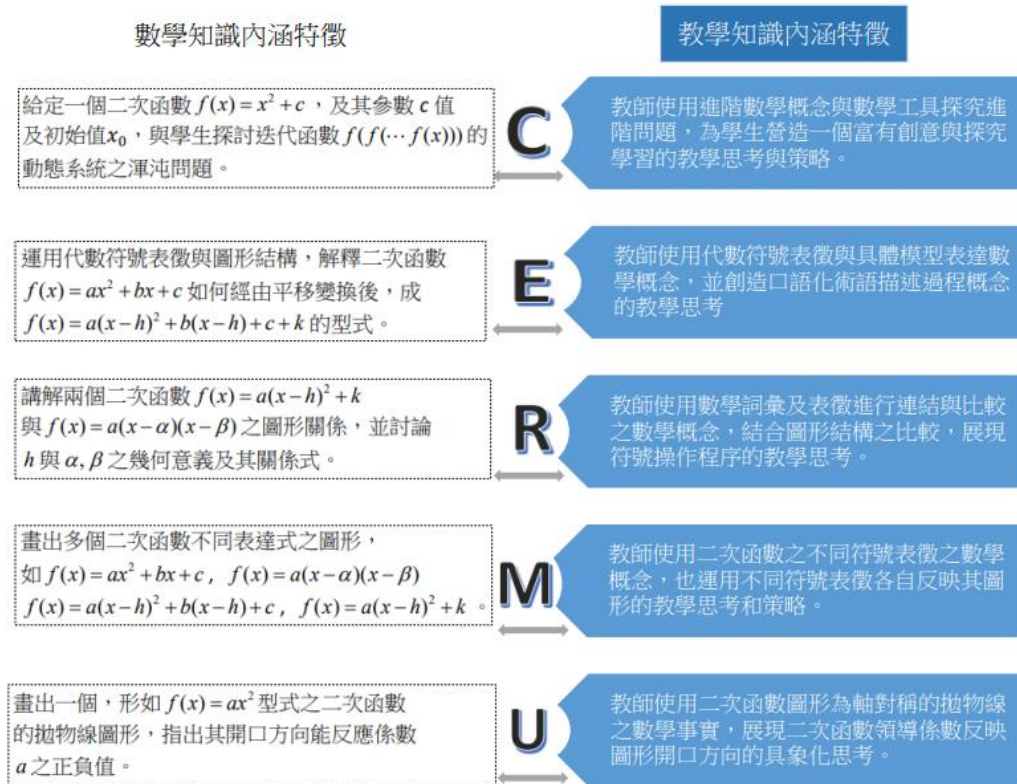 數學知識內涵特徵
教學知識內涵特徵
給定一個二次函數 f(x) = x² + c，及其參數 c 值
及初始值x₀，與學生探討迭代函數 f(f(⋯f(x))) 的
動態系統之渾沌問題。
C
教師使用進階數學概念與數學工具探究進
階問題，為學生營造一個富有創意與探究
學習的教學思考與策略。
運用代數符號表徵與圖形結構，解釋二次函數
f(x) = ax² + bx + c 如何經由平移變換後，成
f(x) = a(x−h)² + b(x−h) + c + k 的型式。
E
教師使用代數符號表徵與具體模型表達數
學概念，並創造口語化術語描述過程概念
的教學思考
講解兩個二次函數 f(x) = a(x−h)² + k
與 f(x) = a(x−α)(x−β) 之圖形關係，並討論
h 與 α, β 之幾何意義及其關係式。
R
教師使用數學詞彙及表徵進行連結與比較
之數學概念，結合圖形結構之比較，展現
符號操作程序的教學思考。
畫出多個二次函數不同表達式之圖形，
如 f(x) = ax² + bx + c, f(x) = a(x−α)(x−β)
f(x) = a(x−h)² + b(x−h) + c, f(x) = a(x−h)² + k 。
M
教師使用二次函數之不同符號表徵之數學
概念，也運用不同符號表徵各自反映其圖
形的教學思考和策略。
畫出一個，形如 f(x) = ax² 型式之二次函數
的拋物線圖形，指出其開口方向能反應係數
a 之正負值。
U
教師使用二次函數圖形為軸對稱的拋物線
之數學事實，展現二次函數領導係數反映
圖形開口方向的具象化思考。